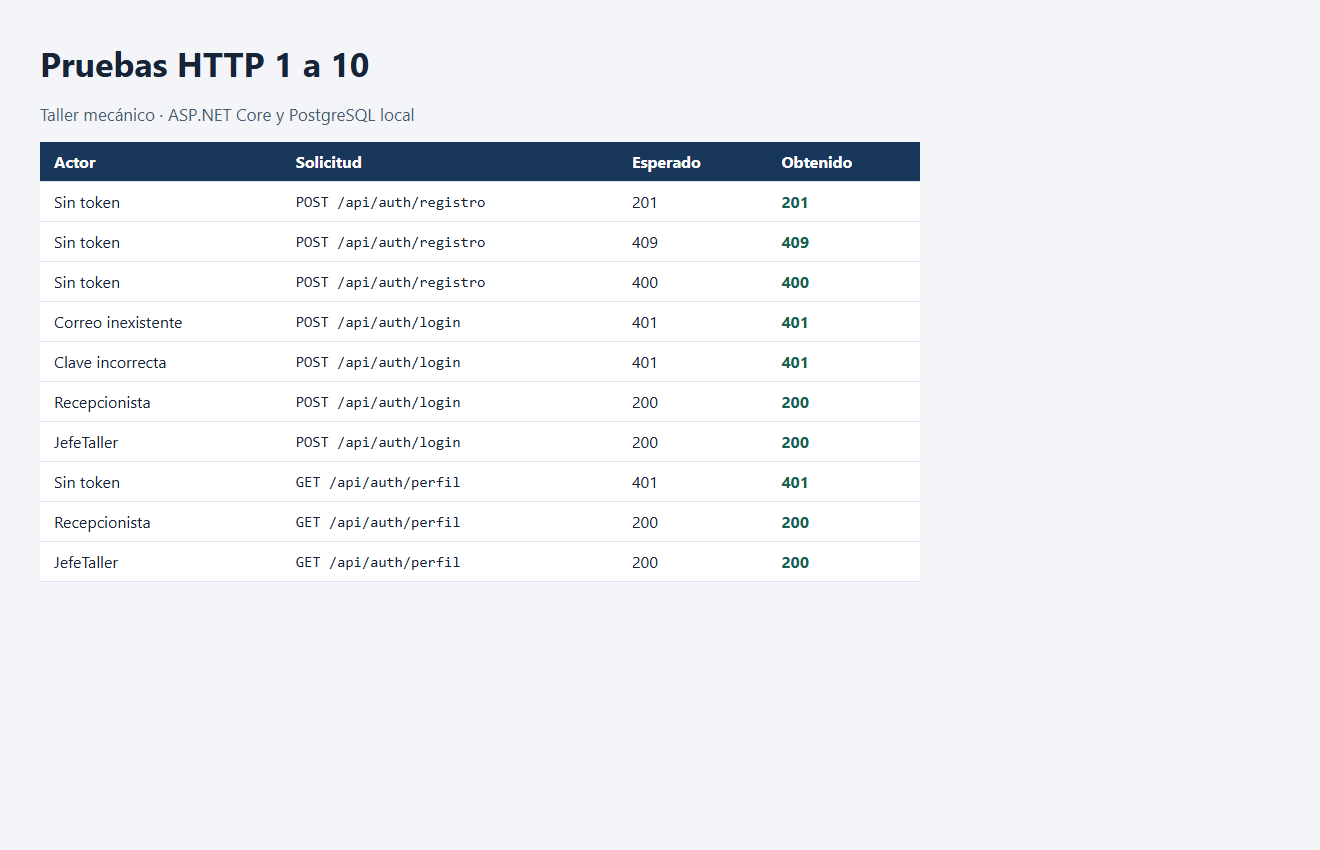 Pruebas HTTP 1 a 10
Taller mecánico · ASP.NET Core y PostgreSQL local
Actor Solicitud Esperado Obtenido
Sin token POST /api/auth/registro 201 201
Sin token POST /api/auth/registro 409 409
Sin token POST /api/auth/registro 400 400
Correo inexistente POST /api/auth/login 401 401
Clave incorrecta POST /api/auth/login 401 401
Recepcionista POST /api/auth/login 200 200
JefeTaller POST /api/auth/login 200 200
Sin token GET /api/auth/perfil 401 401
Recepcionista GET /api/auth/perfil 200 200
JefeTaller GET /api/auth/perfil 200 200